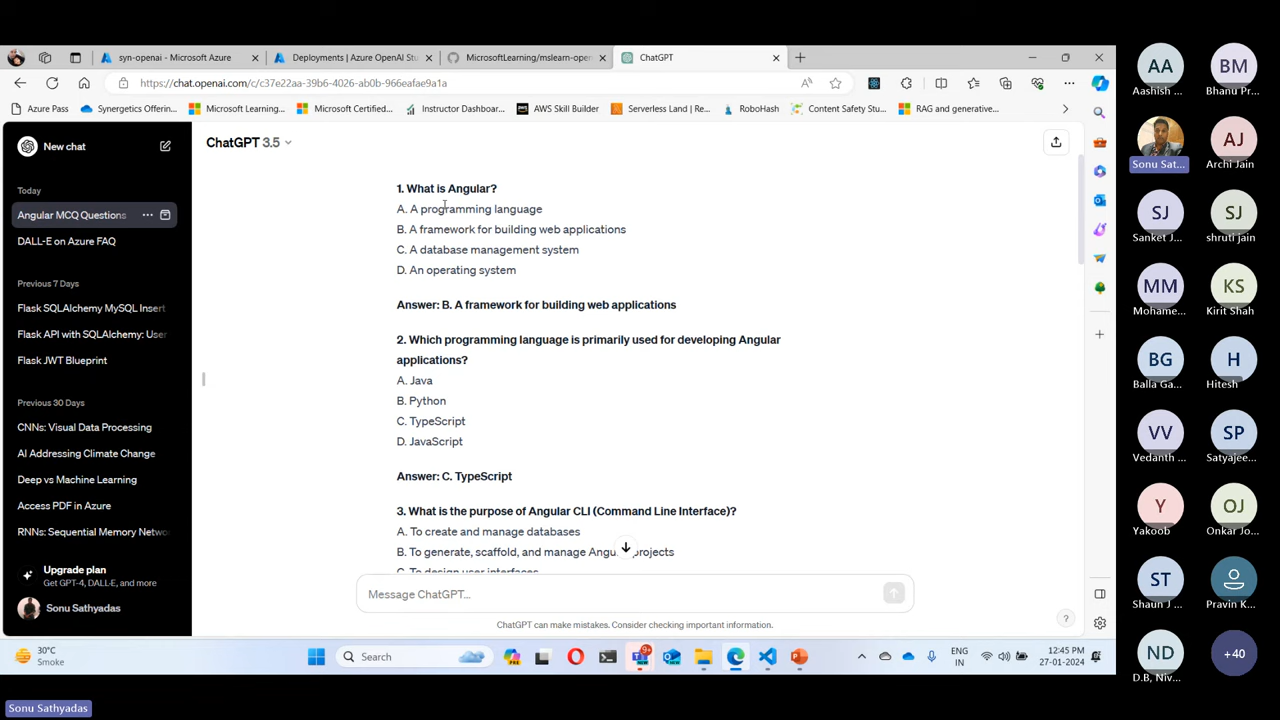 syn-openai - Microsoft Azure
Deployments | Azure OpenAI Stu
MicrosoftLearning/mslearn-open
ChatGPT
https://chat.openai.com/c/c37e22aa-39b6-4026-ab0b-966eafae9a1a
Azure Pass
Synergetics Offerin...
Microsoft Learning...
Microsoft Certified...
Instructor Dashboar...
AWS Skill Builder
Serverless Land | Re...
RoboHash
Content Safety Stu...
RAG and generative...
New chat
Today
Angular MCQ Questions
DALL-E on Azure FAQ
Previous 7 Days
Flask SQLAlchemy MySQL Insert
Flask API with SQLAlchemy: User
Flask JWT Blueprint
Previous 30 Days
CNNs: Visual Data Processing
AI Addressing Climate Change
Deep vs Machine Learning
Access PDF in Azure
RNNs: Sequential Memory Netwo
Upgrade plan
Get GPT-4, DALL·E, and more
Sonu Sathyadas
ChatGPT 3.5
1. What is Angular?
A. A programming language
B. A framework for building web applications
C. A database management system
D. An operating system
Answer: B. A framework for building web applications
2. Which programming language is primarily used for developing Angular
applications?
A. Java
B. Python
C. TypeScript
D. JavaScript
Answer: C. TypeScript
3. What is the purpose of Angular CLI (Command Line Interface)?
A. To create and manage databases
B. To generate, scaffold, and manage Angu projects
C. To design user interfaces
Message ChatGPT...
ChatGPT can make mistakes. Consider checking important information.
?
30°C
Smoke
Search
9+
ENG
IN
12:45 PM
27-01-2024
Sonu Sathyadas
AA
Aashish ...
BM
Bhanu Pr...
Sonu Sat...
AJ
Archi Jain
SJ
Sanket J...
SJ
shruti jain
MM
Mohame...
KS
Kirit Shah
BG
Balla Ga...
H
Hitesh
VV
Vedanth ...
SP
Satyajee...
Y
Yakoob
OJ
Onkar Jo...
ST
Shaun J ...
Pravin K...
ND
D.B, Niv...
+40